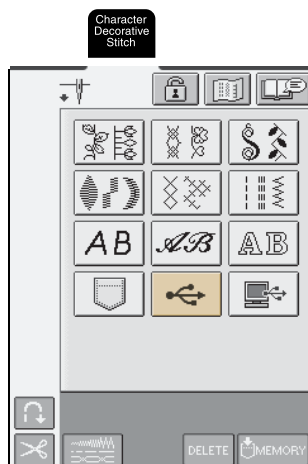 Character
Decorative
Stitch
AB
AB
AB
DELETE
MEMORY